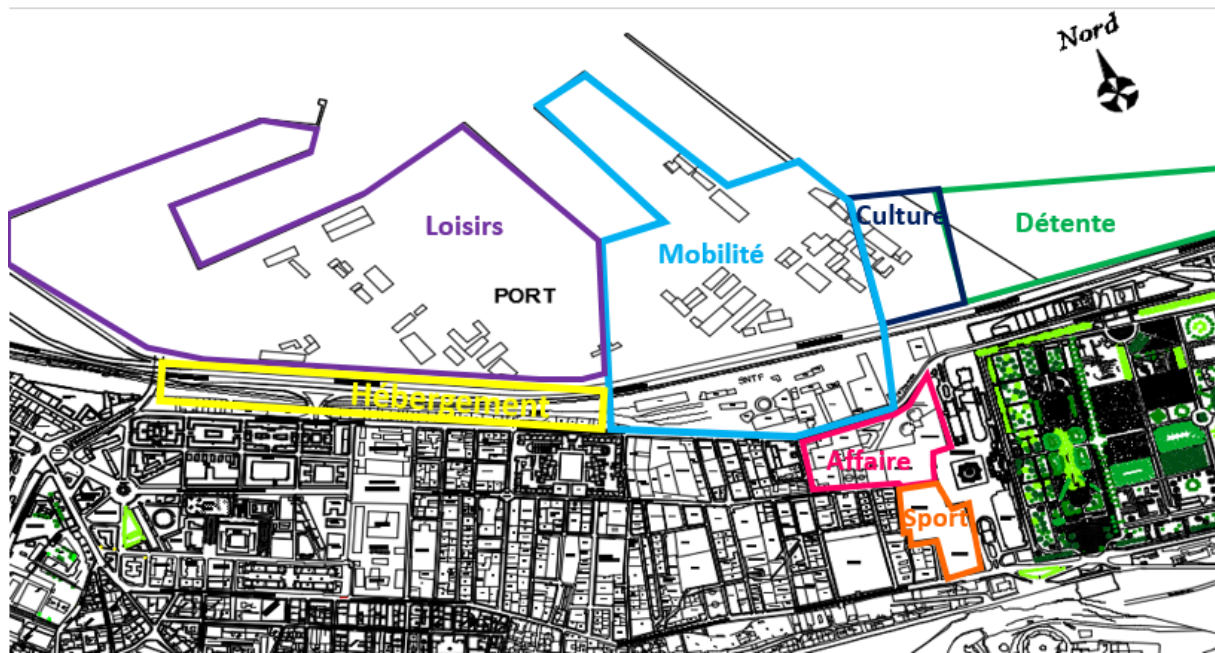 Nord
Loisirs
Mobilité
Culture
Détente
PORT
SNTF
Hébergement
Affaire
Sport